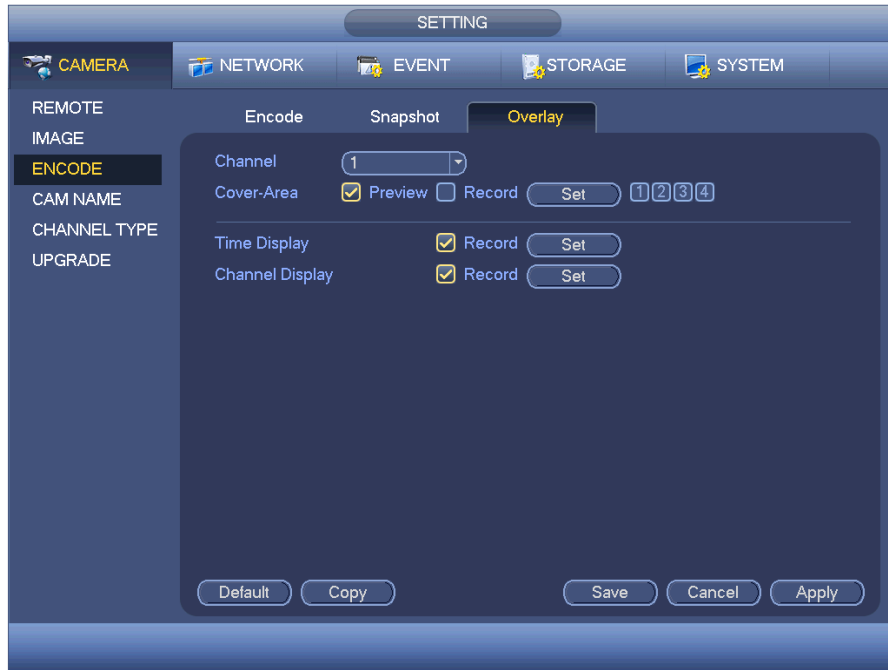 SETTING
CAMERA NETWORK EVENT STORAGE SYSTEM
REMOTE
IMAGE
ENCODE
CAM NAME
CHANNEL TYPE
UPGRADE
Encode Snapshot Overlay
Channel 1
Cover-Area Preview Record Set 1 2 3 4
Time Display Record Set
Channel Display Record Set
Default Copy Save Cancel Apply